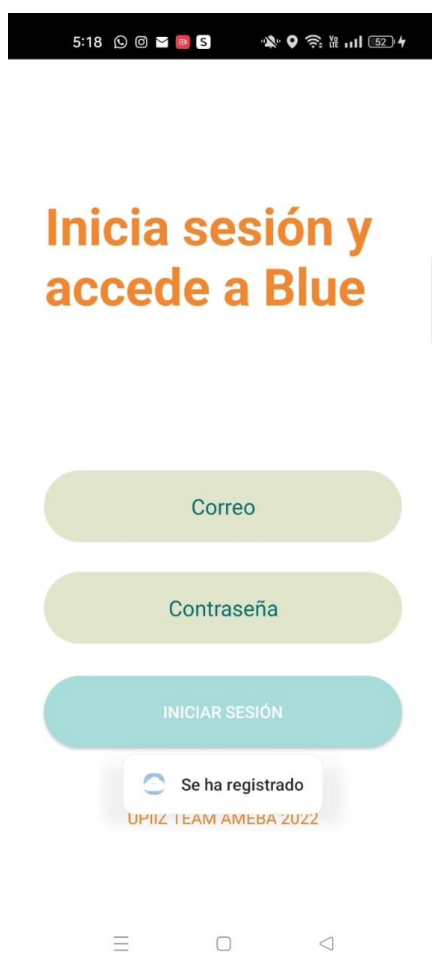 5:18
52
Inicia sesión y
accede a Blue
Correo
Contraseña
INICIAR SESIÓN
Se ha registrado
UPIIZ TEAM AMEBA 2022